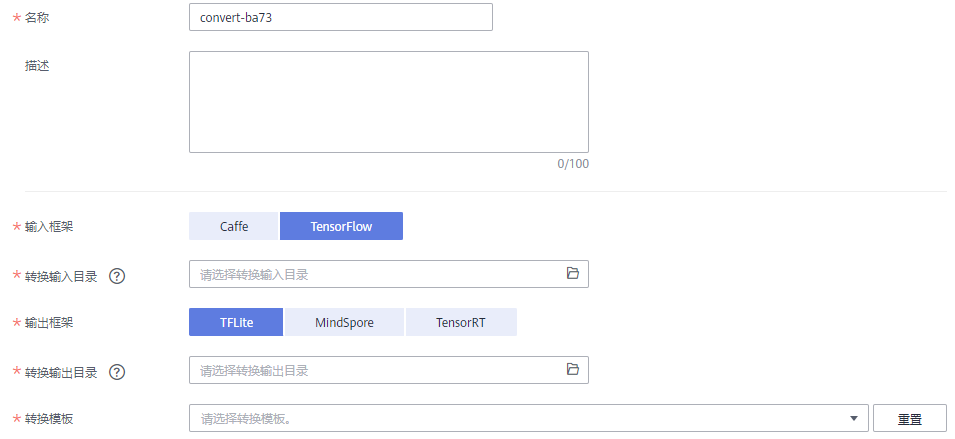 * 名称 convert-ba73
描述
0/100
* 输入框架 Caffe TensorFlow
* 转换输入目录 ? 请选择转换输入目录
* 输出框架 TFLite MindSpore TensorRT
* 转换输出目录 ? 请选择转换输出目录
* 转换模板 请选择转换模板。 重置